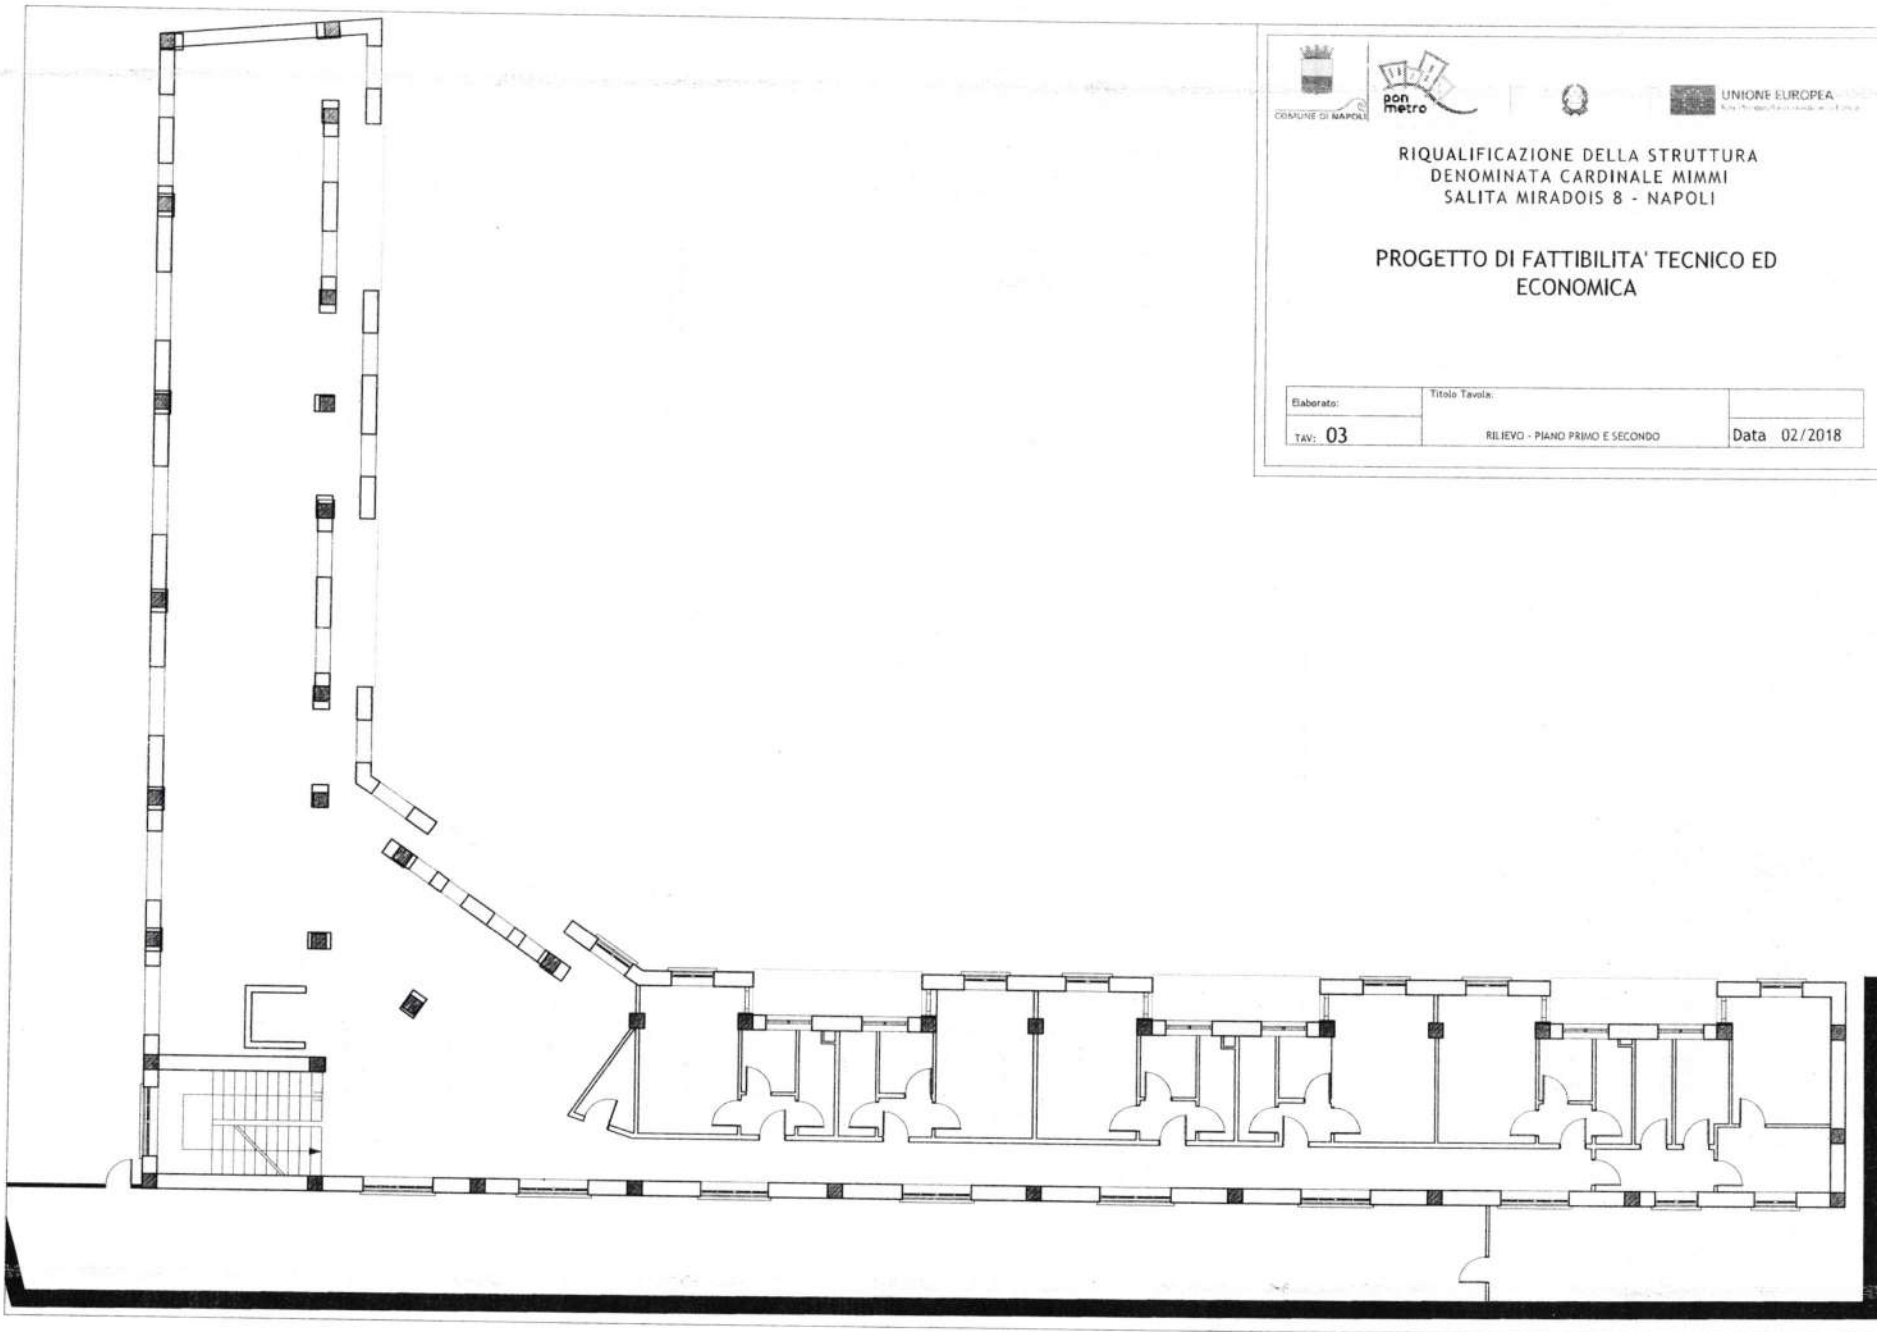 COMUNE DI NAPOLI
pon
metro
UNIONE EUROPEA
RIQUALIFICAZIONE DELLA STRUTTURA
DENOMINATA CARDINALE MIMMI
SALITA MIRADOIS 8 - NAPOLI
PROGETTO DI FATTIBILITA' TECNICO ED
ECONOMICA
Elaborato:
Titolo Tavola:
TAV: 03
RILIEVO - PIANO PRIMO E SECONDO
Data 02/2018